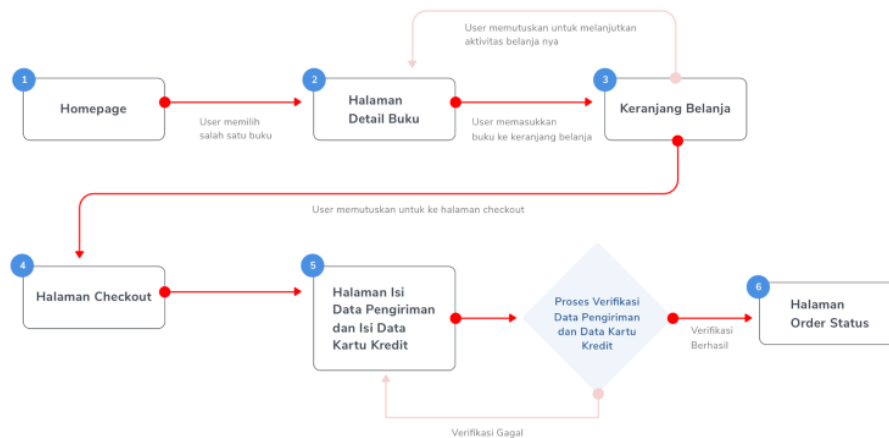 User memutuskan untuk melanjutkan
aktivitas belanja nya
1
Homepage
User memilih
salah satu buku
2
Halaman
Detail Buku
User memasukkan
buku ke keranjang belanja
3
Keranjang Belanja
User memutuskan untuk ke halaman checkout
4
Halaman Checkout
5
Halaman Isi
Data Pengiriman
dan Isi Data
Kartu Kredit
Proses Verifikasi
Data Pengiriman
dan Data Kartu
Kredit
Verifikasi
Berhasil
6
Halaman
Order Status
Verifikasi Gagal